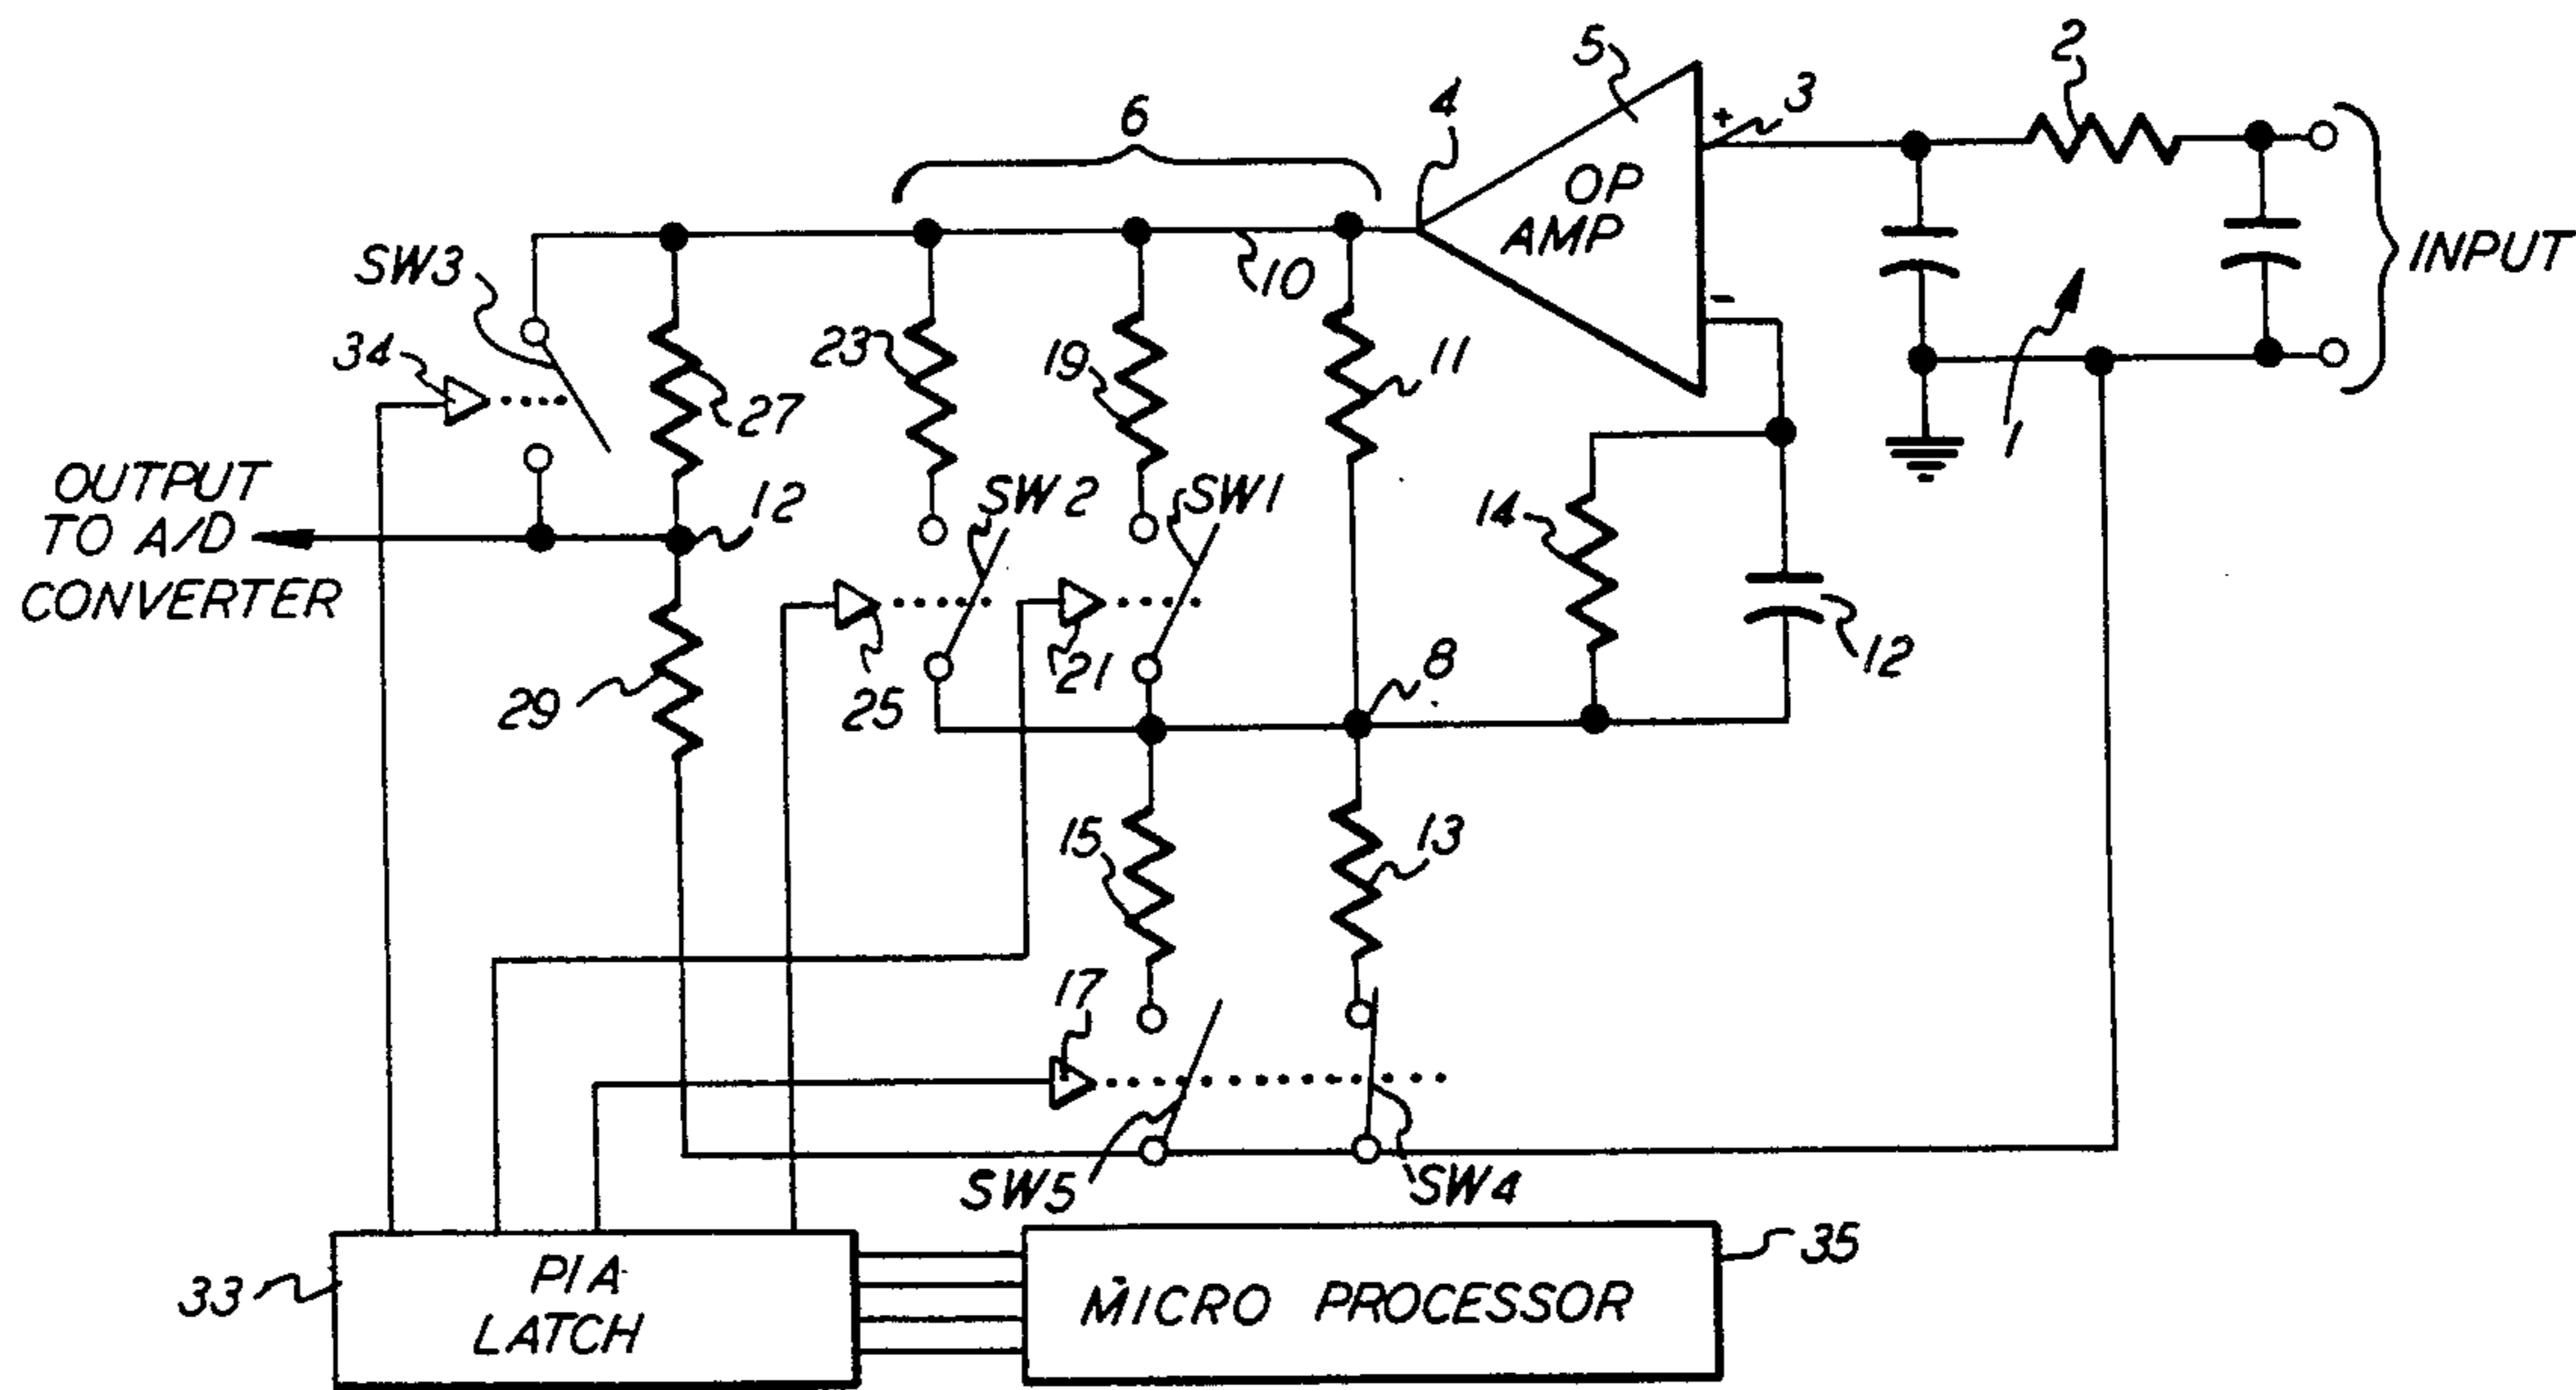 2
5
+
3
4
6
OP
AMP
INPUT
SW3
10
-
34
23
19
11
27
1
OUTPUT
TO A/D
CONVERTER
12
SW2
SW1
14
8
12
29
25
21
15
13
17
SW5
SW4
33
PIA
LATCH
MICRO PROCESSOR
35